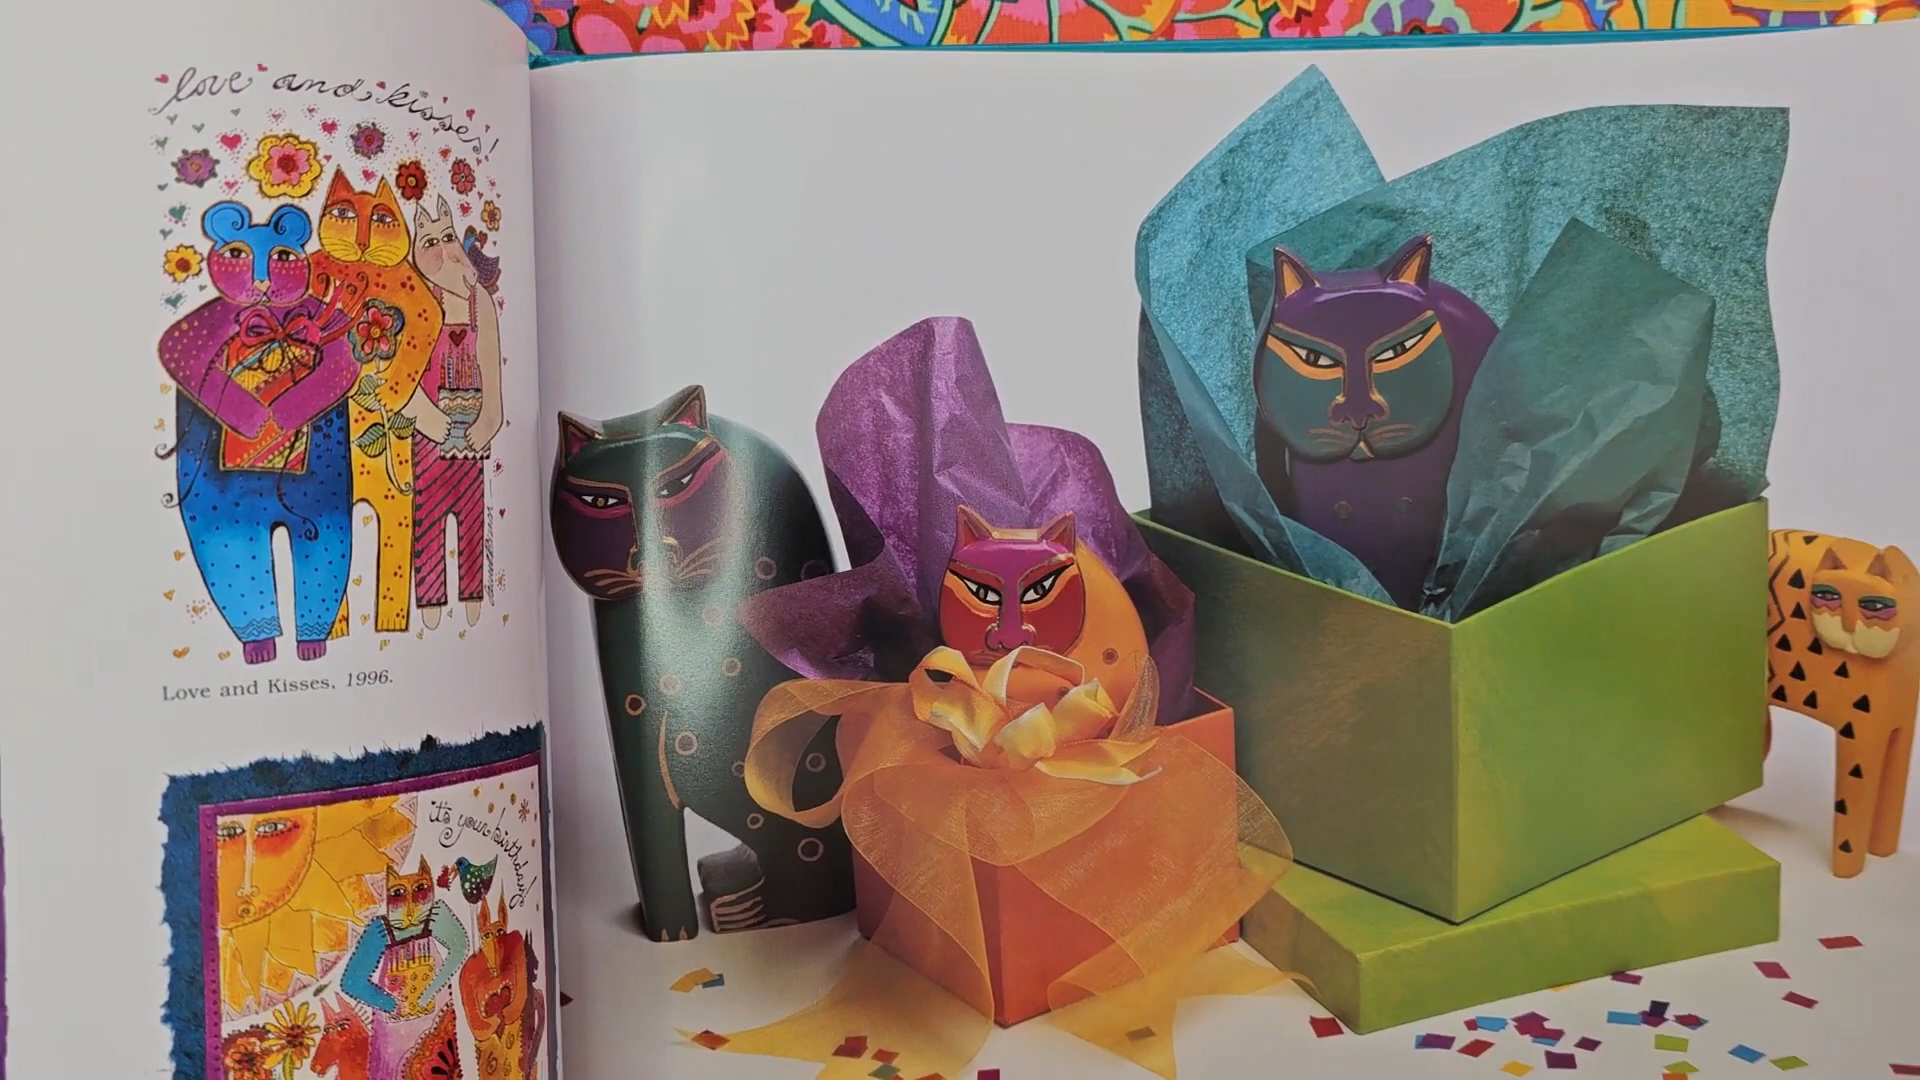 love and kisses!
Love and Kisses, 1996.
it's your birthday!